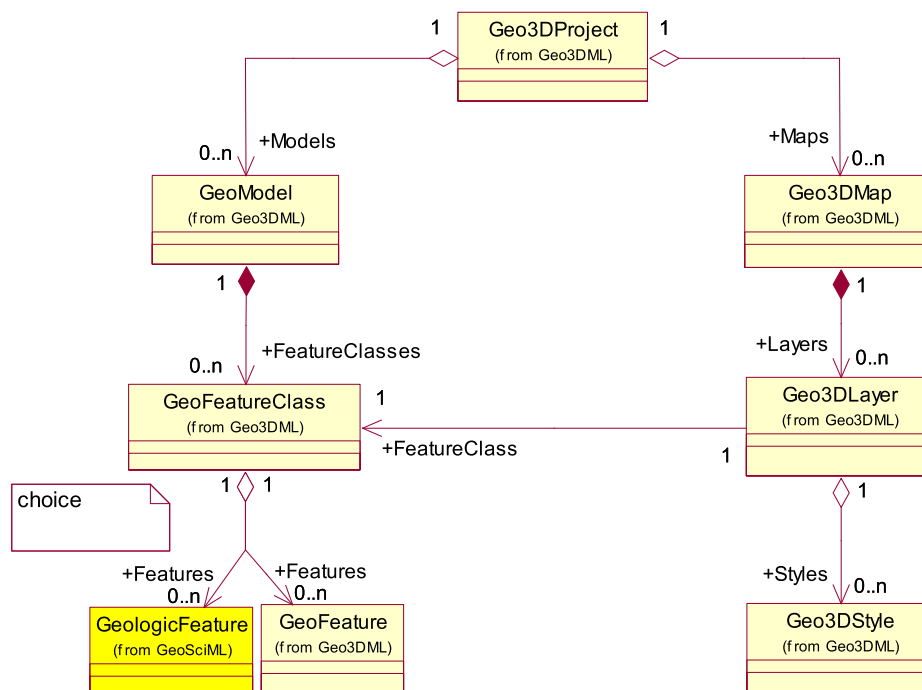 Geo3DProject
(from Geo3DML)
1
1
+Models
0..n
+Maps
0..n
GeoModel
(from Geo3DML)
Geo3DMap
(from Geo3DML)
1
1
+FeatureClasses
0..n
+Layers
0..n
GeoFeatureClass
(from Geo3DML)
1
+FeatureClass
1
Geo3DLayer
(from Geo3DML)
1
1
1
choice
+Features
0..n
+Features
0..n
+Styles
0..n
GeologicFeature
(from GeoSciML)
GeoFeature
(from Geo3DML)
Geo3DStyle
(from Geo3DML)